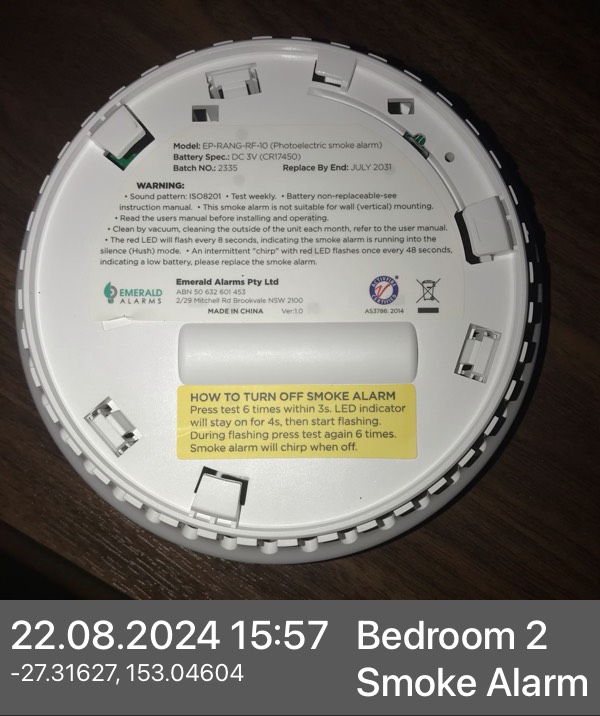 Model: EP-RANG-RF-10 (Photoelectric smoke alarm)
Battery Spec.: DC 3V (CR17450)
Batch NO.: 2335 Replace By End: JULY 2031
WARNING:
• Sound pattern: ISO8201 • Test weekly. • Battery non-replaceable-see
instruction manual. • This smoke alarm is not suitable for wall (vertical) mounting.
• Read the users manual before installing and operating.
• Clean by vacuum, cleaning the outside of the unit each month, refer to the user manual.
• The red LED will flash every 8 seconds, indicating the smoke alarm is running into the
silence (Hush) mode. • An intermittent "chirp" with red LED flashes once every 48 seconds,
indicating a low battery, please replace the smoke alarm.
EMERALD
ALARMS
Emerald Alarms Pty Ltd
ABN 50 632 601 453
2/29 Mitchell Rd Brookvale NSW 2100
MADE IN CHINA Ver:1.0
AS3786: 2014
HOW TO TURN OFF SMOKE ALARM
Press test 6 times within 3s. LED indicator
will stay on for 4s, then start flashing.
During flashing press test again 6 times.
Smoke alarm will chirp when off.
22.08.2024 15:57
-27.31627, 153.04604
Bedroom 2
Smoke Alarm